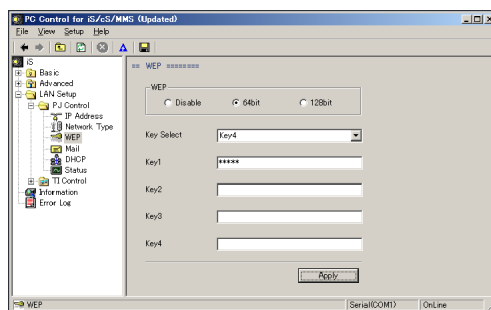 PC Control for iS/cS/MMS (Updated)
File View Setup Help
iS
Basic
Advanced
LAN Setup
PJ Control
IP Address
Network Type
WEP
Mail
DHCP
Status
TI Control
Information
Error Log
== WEP ========
WEP
Disable 64bit 128bit
Key Select Key4
Key1 *****
Key2
Key3
Key4
Apply
WEP Serial(COM1) OnLine